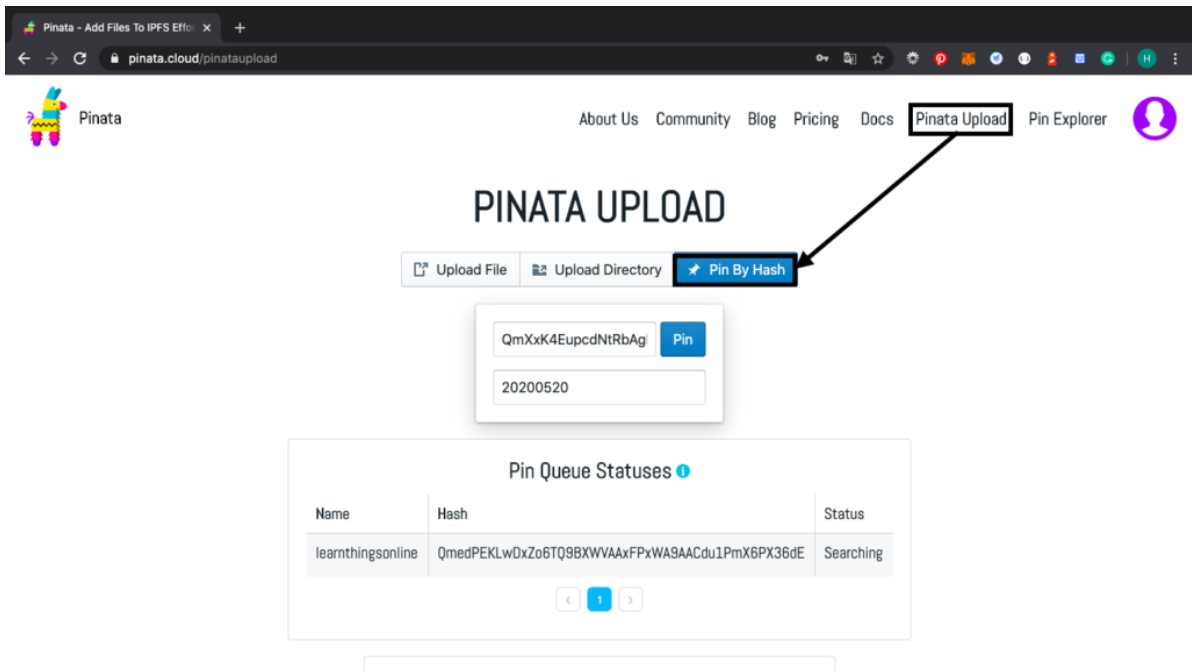 Pinata - Add Files To IPFS Effor
pinata.cloud/pinataupload
Pinata
About Us Community Blog Pricing Docs Pinata Upload Pin Explorer
PINATA UPLOAD
Upload File Upload Directory Pin By Hash
QmXxK4EupcdNtRbAg Pin
20200520
Pin Queue Statuses
Name Hash Status
learnthingsonline QmedPEKLwDxZo6TQ9BXWVAAxFPxWA9AACdu1PmX6PX36dE Searching
1